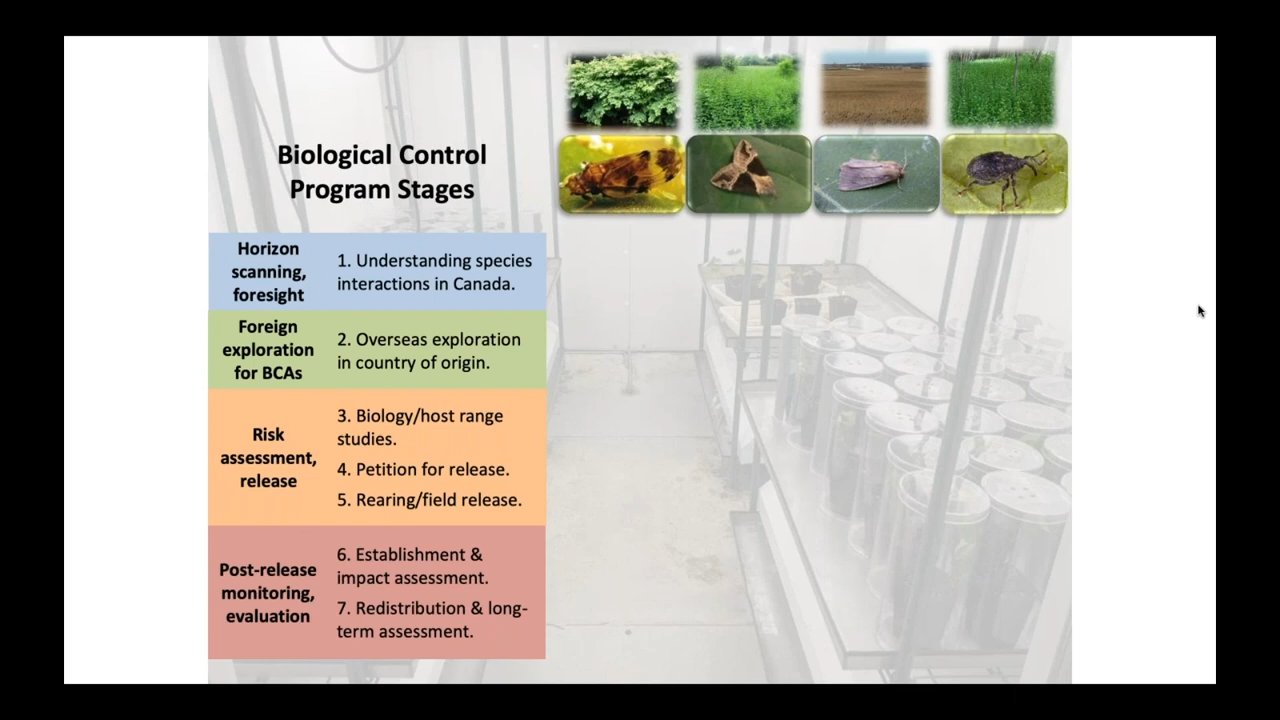 Biological Control
Program Stages
Horizon
scanning,
foresight
1. Understanding species
interactions in Canada.
Foreign
exploration
for BCAs
2. Overseas exploration
in country of origin.
Risk
assessment,
release
3. Biology/host range
studies.
4. Petition for release.
5. Rearing/field release.
Post-release
monitoring,
evaluation
6. Establishment &
impact assessment.
7. Redistribution & long-
term assessment.